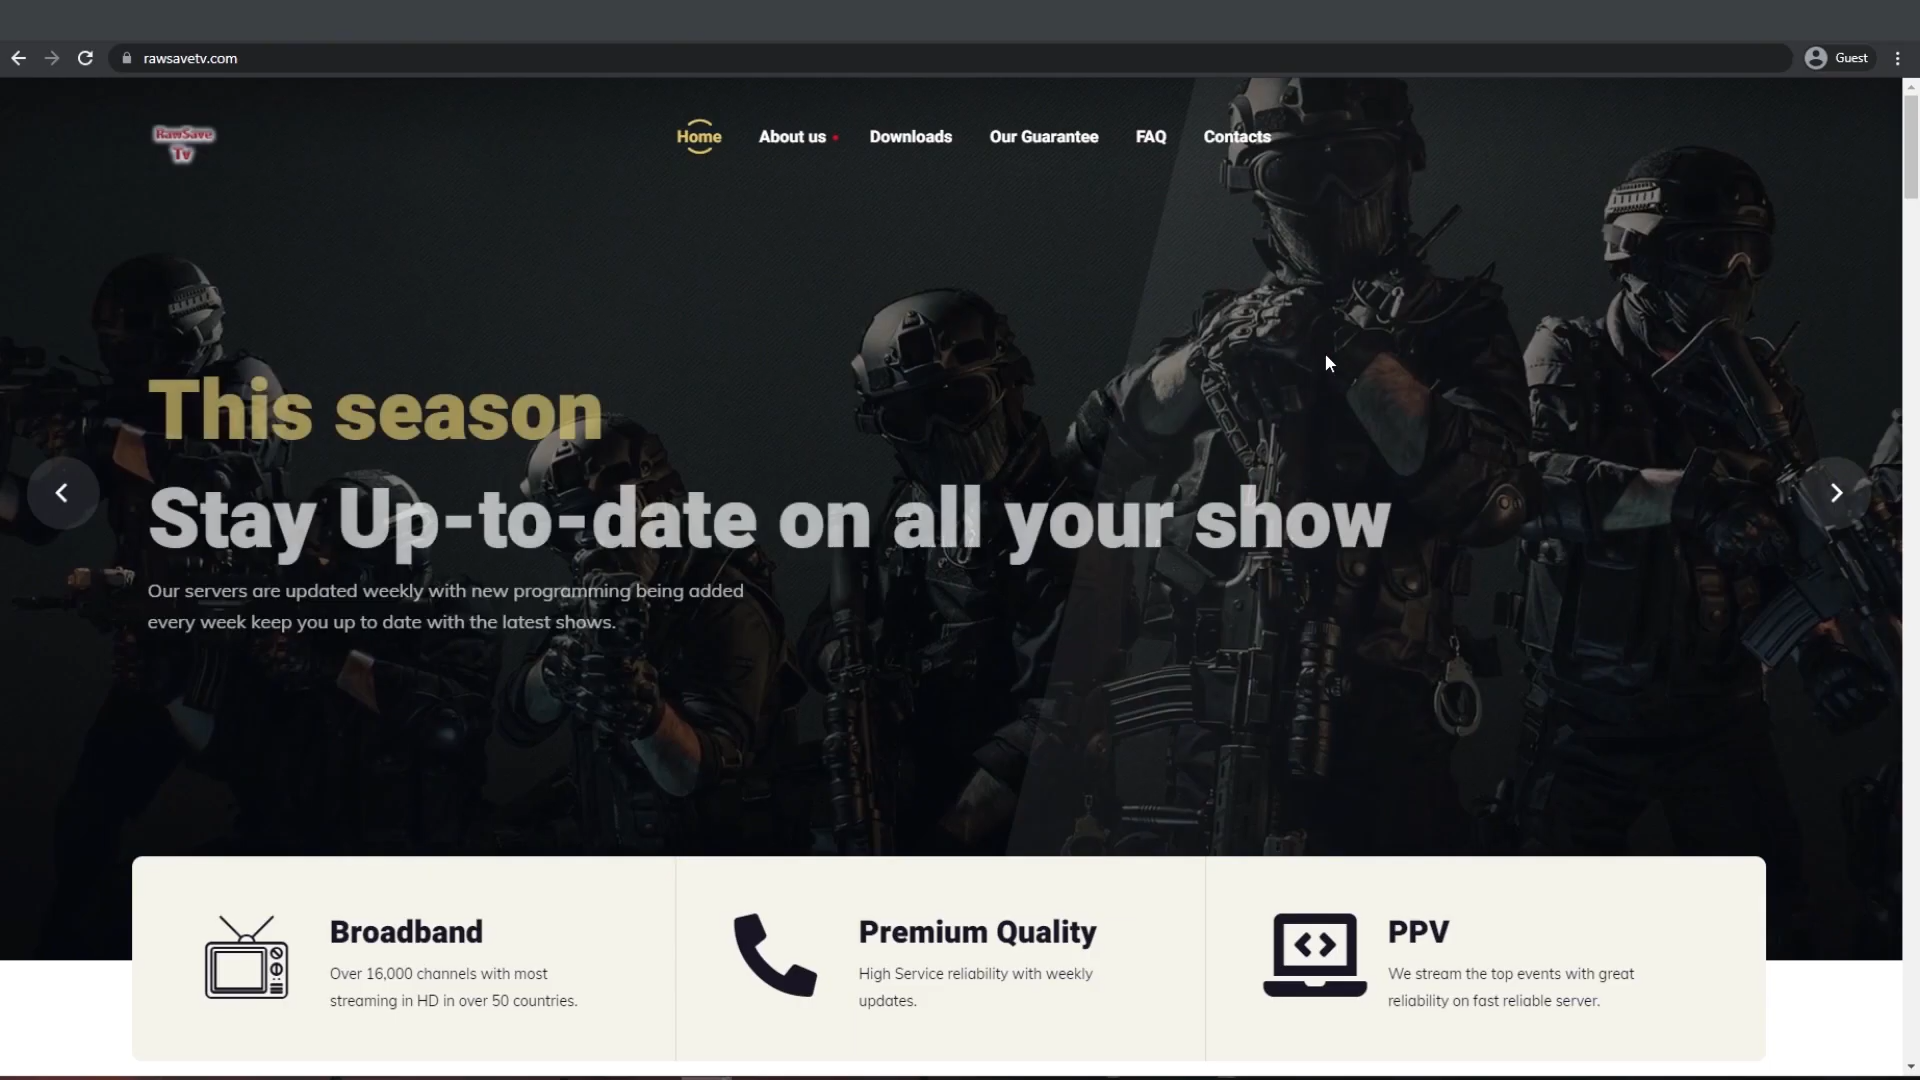 rawsavetv.com
Guest
RawSave
Tv
Home
About us
Downloads
Our Guarantee
FAQ
Contacts
This season
Stay Up-to-date on all your show
Our servers are updated weekly with new programming being added
every week keep you up to date with the latest shows.
Broadband
Over 16,000 channels with most
streaming in HD in over 50 countries.
Premium Quality
High Service reliability with weekly
updates.
PPV
We stream the top events with great
reliability on fast reliable server.